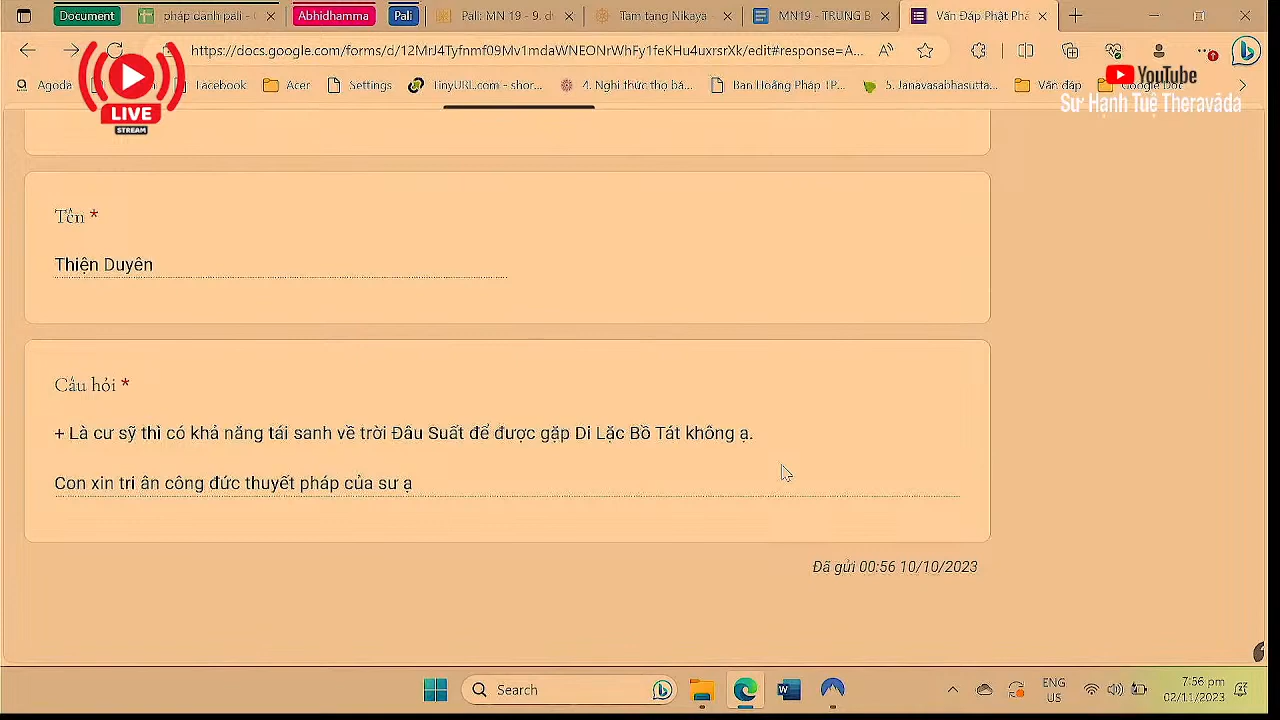 Document
pháp danh pali - G
Abhidhamma
Pali
Pali: MN 19 - 9. d
Tam tạng Nikaya
MN19 - TRUNG B
Vấn Đáp Phật Phá
https://docs.google.com/forms/d/12MrJ4Tyfnmf09Mv1mdaWNEONrWhFy1feKHu4uxrsrXk/edit#response=A...
Agoda
Facebook
Acer
Settings
TinyURL.com - shor...
4. Nghi thức thọ bá...
Ban Hoằng Pháp TP...
5. Janavasabhasutta...
Vấn đáp
Google Dot
LIVE
STREAM
YouTube
Sư Hạnh Tuệ Theravāda
Tên *
Thiện Duyên
Câu hỏi *
+ Là cư sỹ thì có khả năng tái sanh về trời Đâu Suất để được gặp Di Lặc Bồ Tát không ạ.
Con xin tri ân công đức thuyết pháp của sư ạ
Đã gửi 00:56 10/10/2023
Search
ENG
US
7:56 pm
02/11/2023